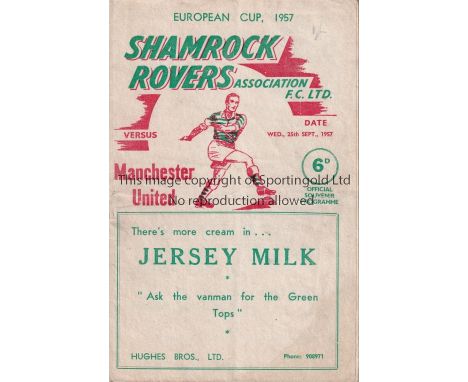 EUROPEAN CUP, 1957
SHAMROCK
ROVERS ASSOCIATION
F.C. LTD.
VERSUS
DATE
WED., 25th SEPT., 1957
Manchester
United
6D
OFFICIAL
SOUVENIR
PROGRAMME
This image is copyright of Sportingold Ltd
No reproduction allowed
There's more cream in ...
JERSEY MILK
"Ask the vanman for the Green
Tops"
HUGHES BROS., LTD. Phone: 908971